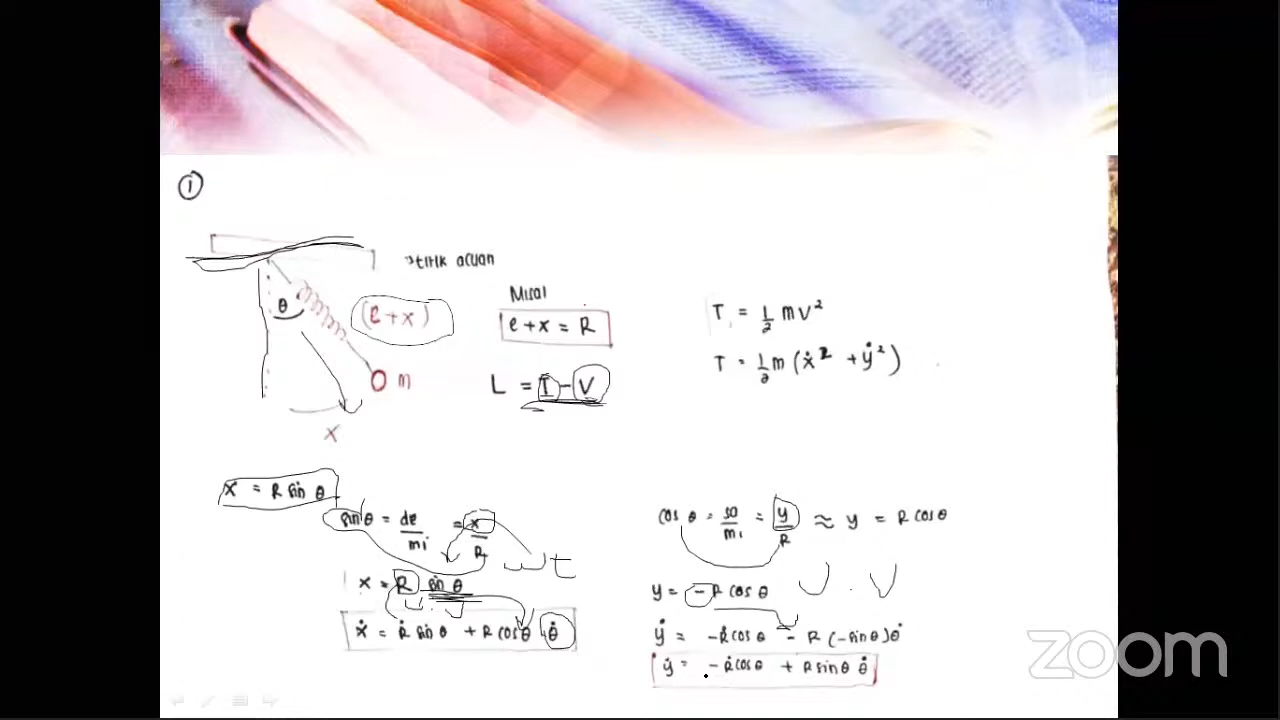 ①
titik acuan
θ
(l + x)
m
x
Misal
l + x = R
L = T - V
T = 1/2 mv²
T = 1/2 m (ẋ² + ẏ²)
x = R sin θ
sin θ = de/mi = x/R
ωt
x = R sin θ
ẋ = Ṙ sin θ + R cos θ θ̇
cos θ = sa/mi = y/R ≈ y = R cos θ
y = -R cos θ U . V
ẏ = -Ṙ cos θ - R (-sin θ) θ̇
ẏ = -Ṙ cos θ + R sin θ θ̇
zoom